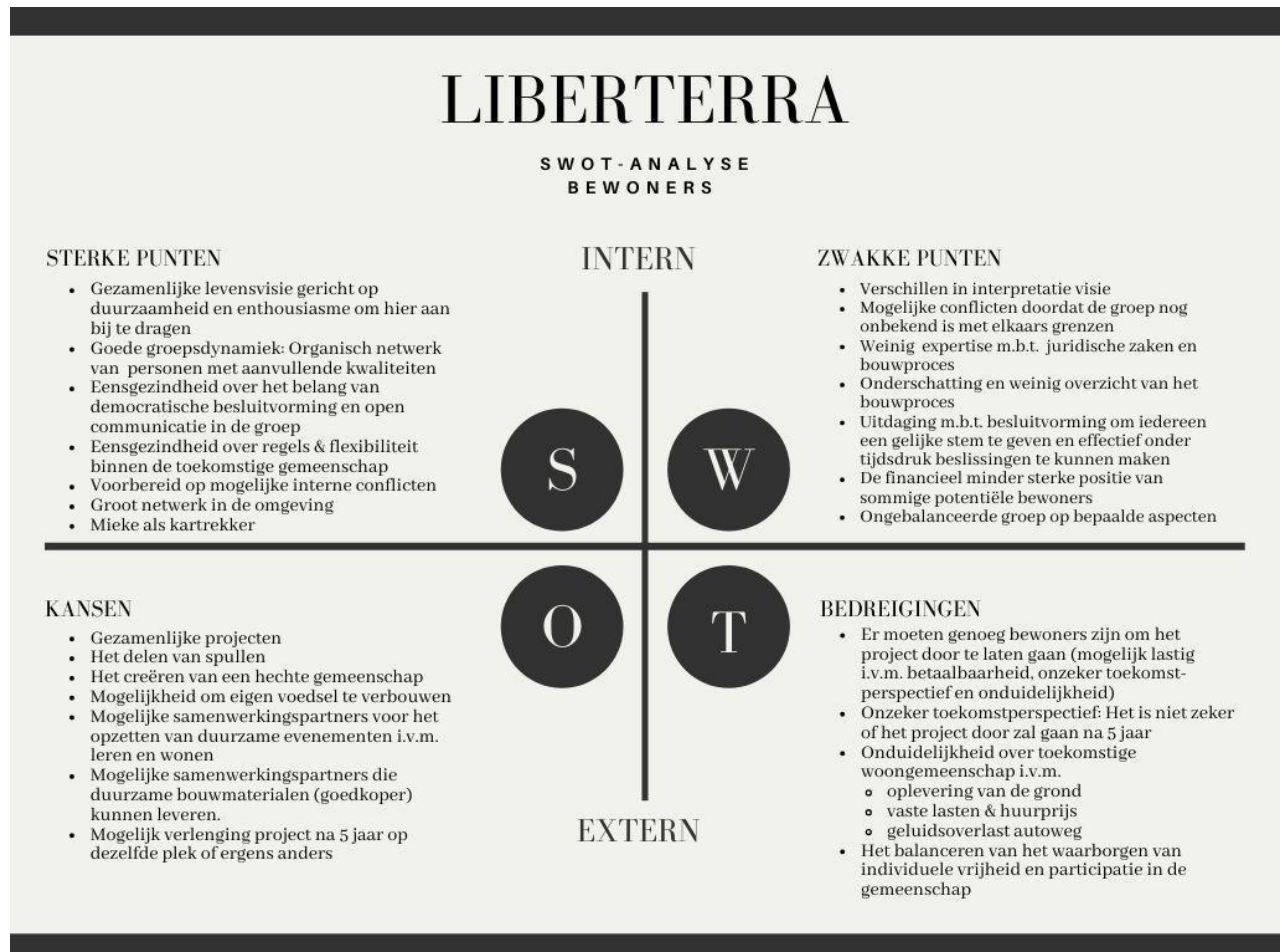 LIBERTERRA
SWOT-ANALYSE
BEWONERS
INTERN
STERKE PUNTEN
• Gezamenlijke levensvisie gericht op
duurzaamheid en enthousiasme om hier aan
bij te dragen
• Goede groepsdynamiek: Organisch netwerk
van personen met aanvullende kwaliteiten
• Eensgezindheid over het belang van
democratische besluitvorming en open
communicatie in de groep
• Eensgezindheid over regels & flexibiliteit
binnen de toekomstige gemeenschap
• Voorbereid op mogelijke interne conflicten
• Groot netwerk in de omgeving
• Mieke als kartrekker
ZWAKKE PUNTEN
• Verschillen in interpretatie visie
• Mogelijke conflicten doordat de groep nog
onbekend is met elkaars grenzen
• Weinig expertise m.b.t. juridische zaken en
bouwproces
• Onderschatting en weinig overzicht van het
bouwproces
• Uitdaging m.b.t. besluitvorming om iedereen
een gelijke stem te geven en effectief onder
tijdsdruk beslissingen te kunnen maken
• De financieel minder sterke positie van
sommige potentiële bewoners
• Ongebalanceerde groep op bepaalde aspecten
S
W
O
T
KANSEN
• Gezamenlijke projecten
• Het delen van spullen
• Het creëren van een hechte gemeenschap
• Mogelijkheid om eigen voedsel te verbouwen
• Mogelijke samenwerkingspartners voor het
opzetten van duurzame evenementen i.v.m.
leren en wonen
• Mogelijke samenwerkingspartners die
duurzame bouwmaterialen (goedkoper)
kunnen leveren.
• Mogelijk verlenging project na 5 jaar op
dezelfde plek of ergens anders
BEDREIGINGEN
• Er moeten genoeg bewoners zijn om het
project door te laten gaan (mogelijk lastig
i.v.m. betaalbaarheid, onzeker toekomst-
perspectief en onduidelijkheid)
• Onzeker toekomstperspectief: Het is niet zeker
of het project door zal gaan na 5 jaar
• Onduidelijkheid over toekomstige
woongemeenschap i.v.m.
oplevering van de grond
vaste lasten & huurprijs
geluidsoverlast autoweg
• Het balanceren van het waarborgen van
individuele vrijheid en participatie in de
gemeenschap
EXTERN